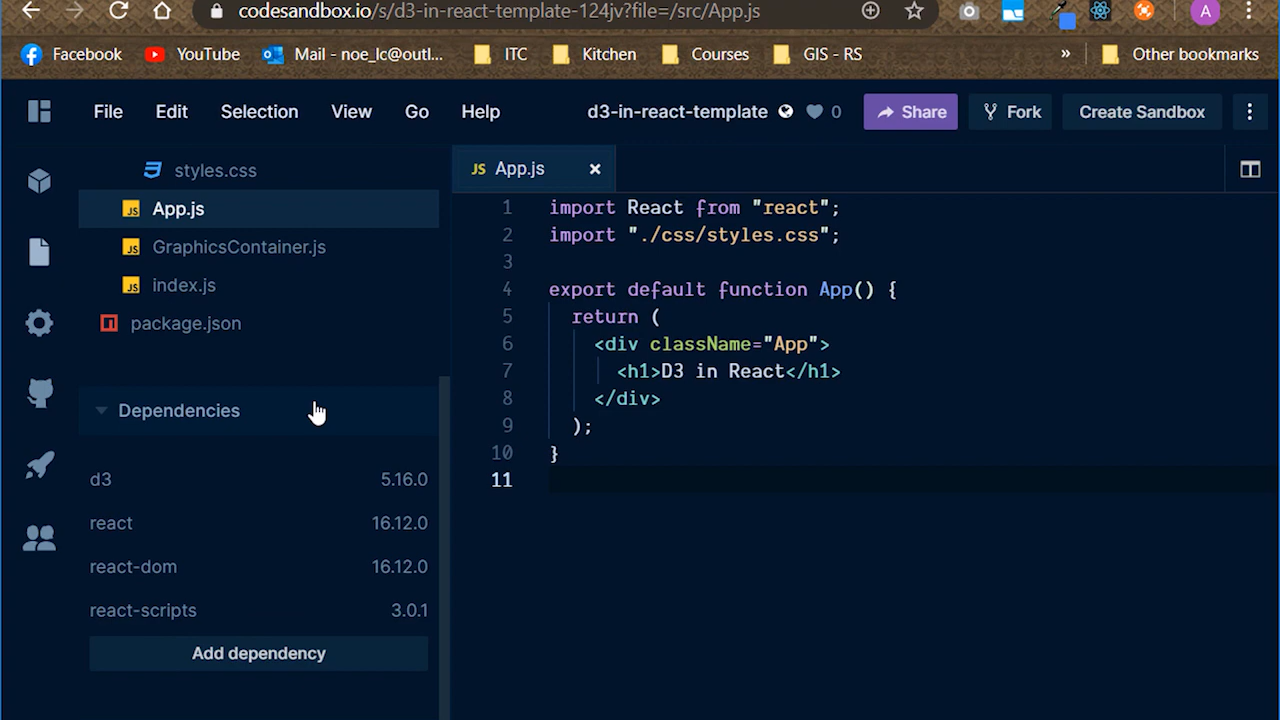 codesandbox.io/s/d3-in-react-template-124jv?file=/src/App.js
A
Facebook YouTube Mail - noe_lc@outl... ITC Kitchen Courses GIS - RS » Other bookmarks
File Edit Selection View Go Help d3-in-react-template 0 Share Fork Create Sandbox
styles.css
JS App.js
JS GraphicsContainer.js
JS index.js
package.json
Dependencies
d3 5.16.0
react 16.12.0
react-dom 16.12.0
react-scripts 3.0.1
Add dependency
JS App.js ×
1 import React from "react";
2 import "./css/styles.css";
3
4 export default function App() {
5 return (
6 <div className="App">
7 <h1>D3 in React</h1>
8 </div>
9 );
10 }
11